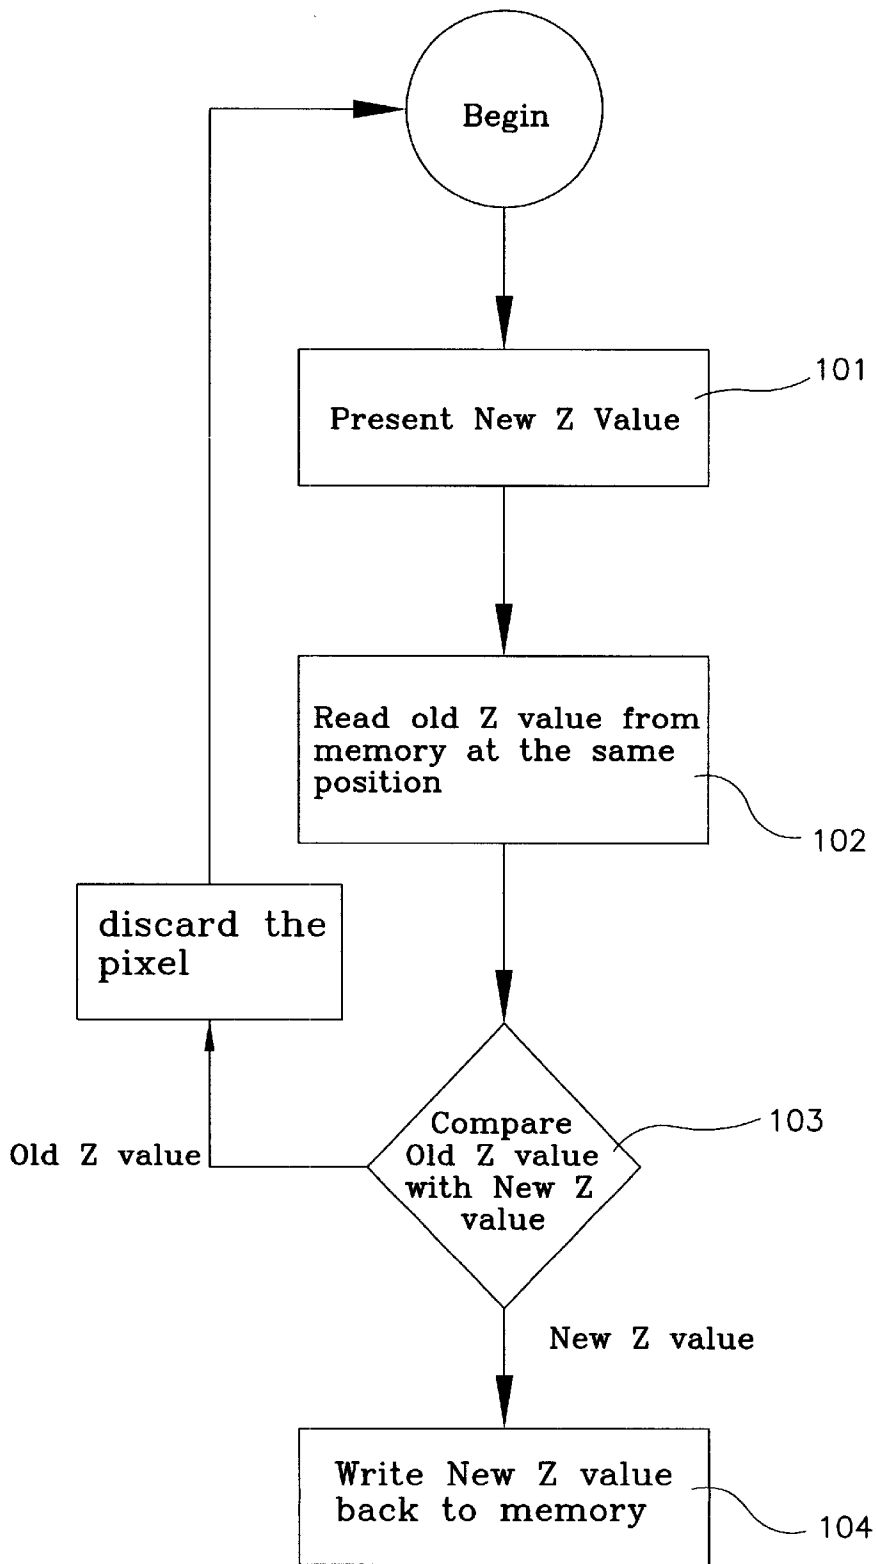 Begin
Present New Z Value
101
Read old Z value from
memory at the same
position
102
discard the
pixel
Compare
Old Z value
with New Z
value
103
Old Z value
New Z value
Write New Z value
back to memory
104